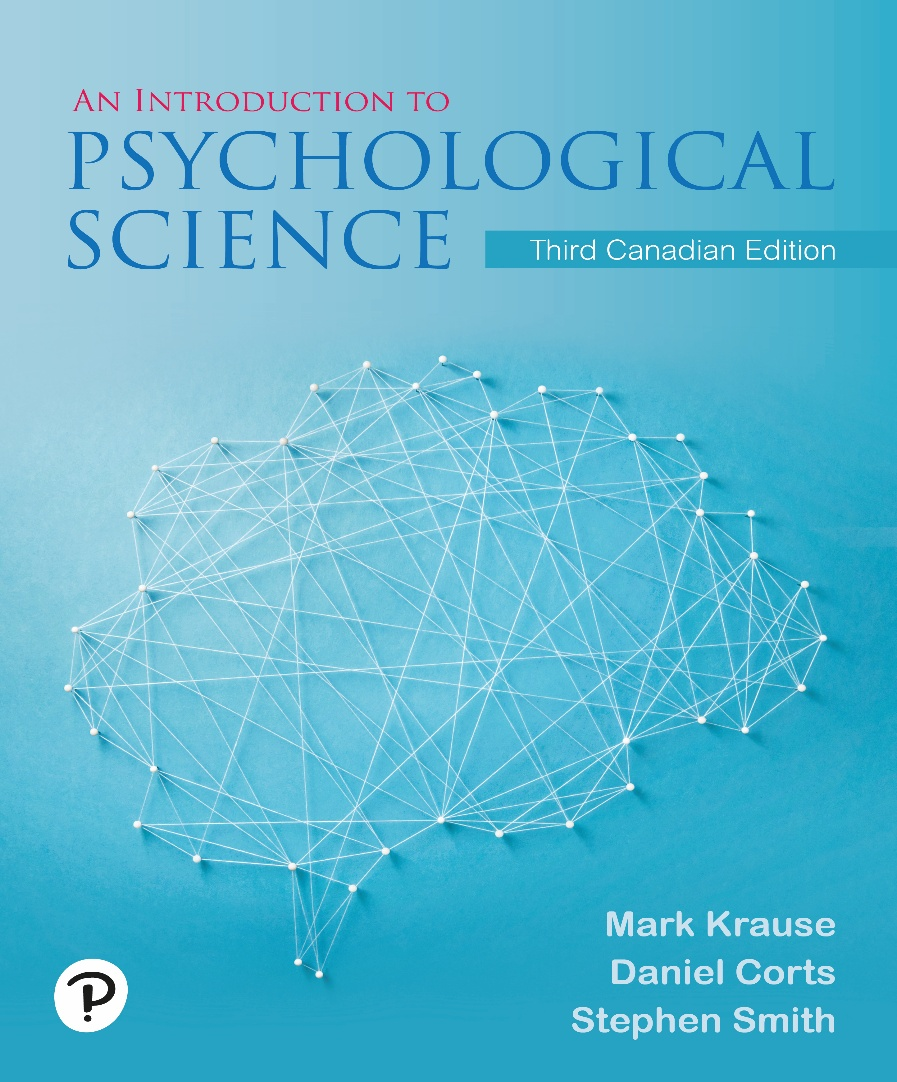 An Introduction to
PSYCHOLOGICAL
SCIENCE
Third Canadian Edition
Mark Krause
Daniel Corts
Stephen Smith
P